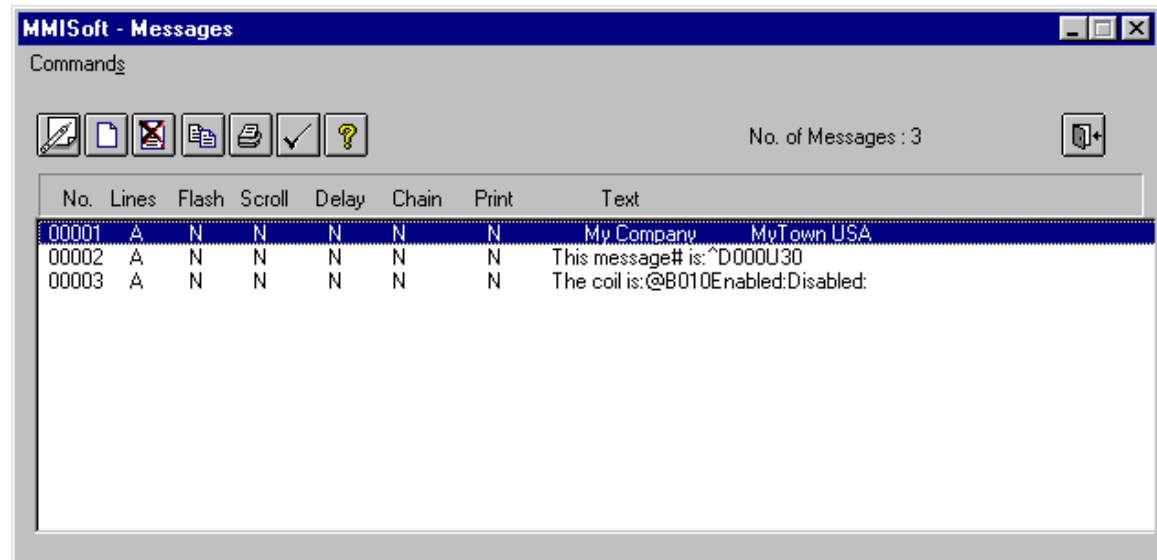 MMISoft - Messages
Commands
No. of Messages : 3
No. Lines Flash Scroll Delay Chain Print Text
00001 A N N N N N My Company MyTown USA
00002 A N N N N N This message# is:^D000U30
00003 A N N N N N The coil is:@B010Enabled:Disabled: